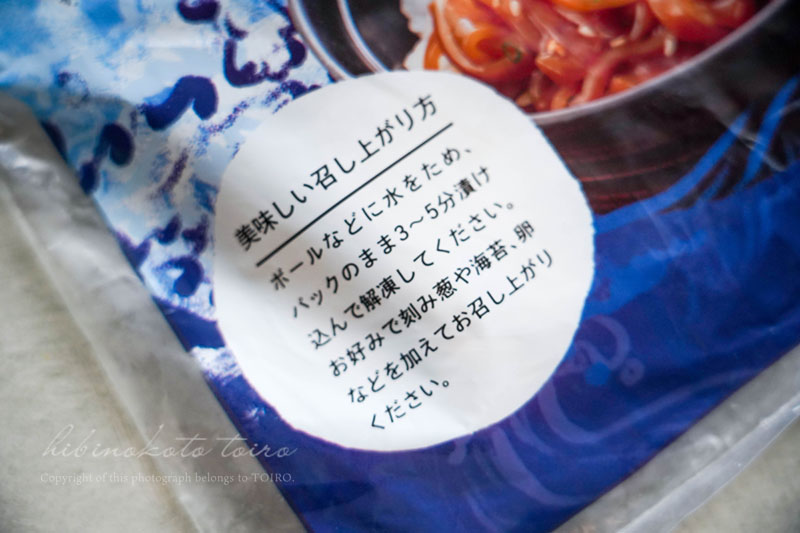 美味しい召し上がり方
ボールなどに水をため、
パックのまま3〜5分漬け
込んで解凍してください。
お好みで刻み葱や海苔、卵
などを加えてお召し上がり
ください。
hibinokoto toiro
Copyright of this photograph belongs to TOIRO.